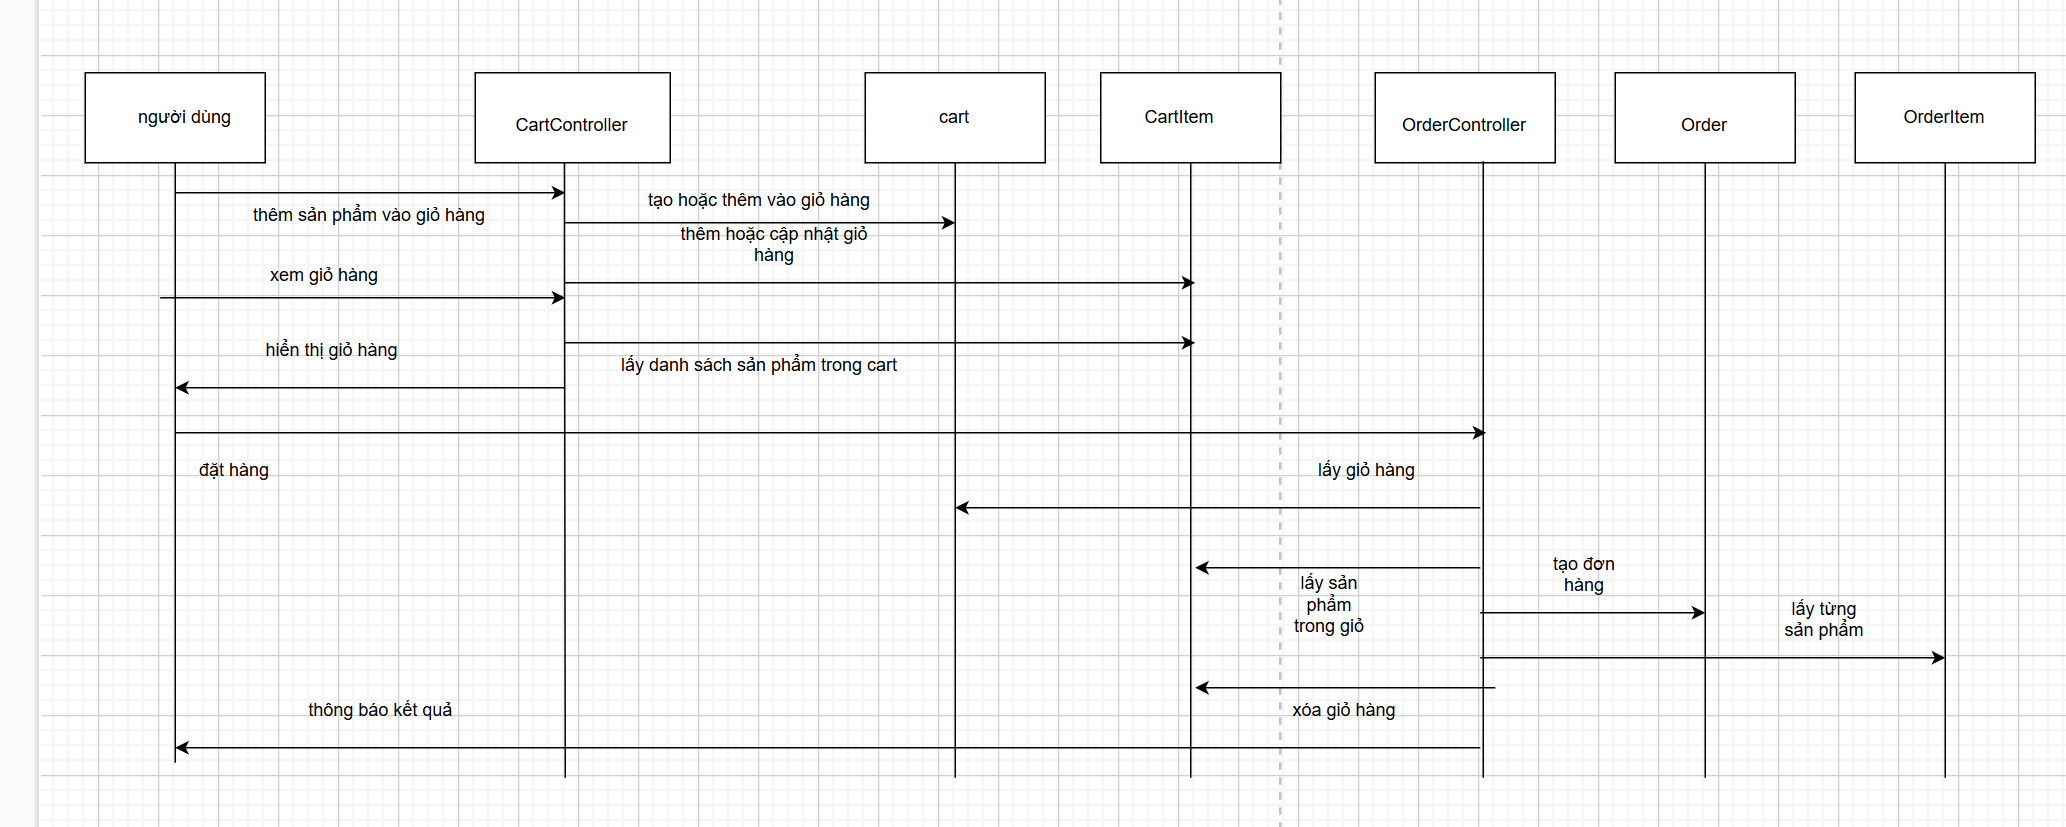 người dùng
CartController
cart
CartItem
OrderController
Order
OrderItem
thêm sản phẩm vào giỏ hàng
tạo hoặc thêm vào giỏ hàng
thêm hoặc cập nhật giỏ
hàng
xem giỏ hàng
hiển thị giỏ hàng
lấy danh sách sản phẩm trong cart
đặt hàng
lấy giỏ hàng
lấy sản
phẩm
trong giỏ
tạo đơn
hàng
lấy từng
sản phẩm
xóa giỏ hàng
thông báo kết quả